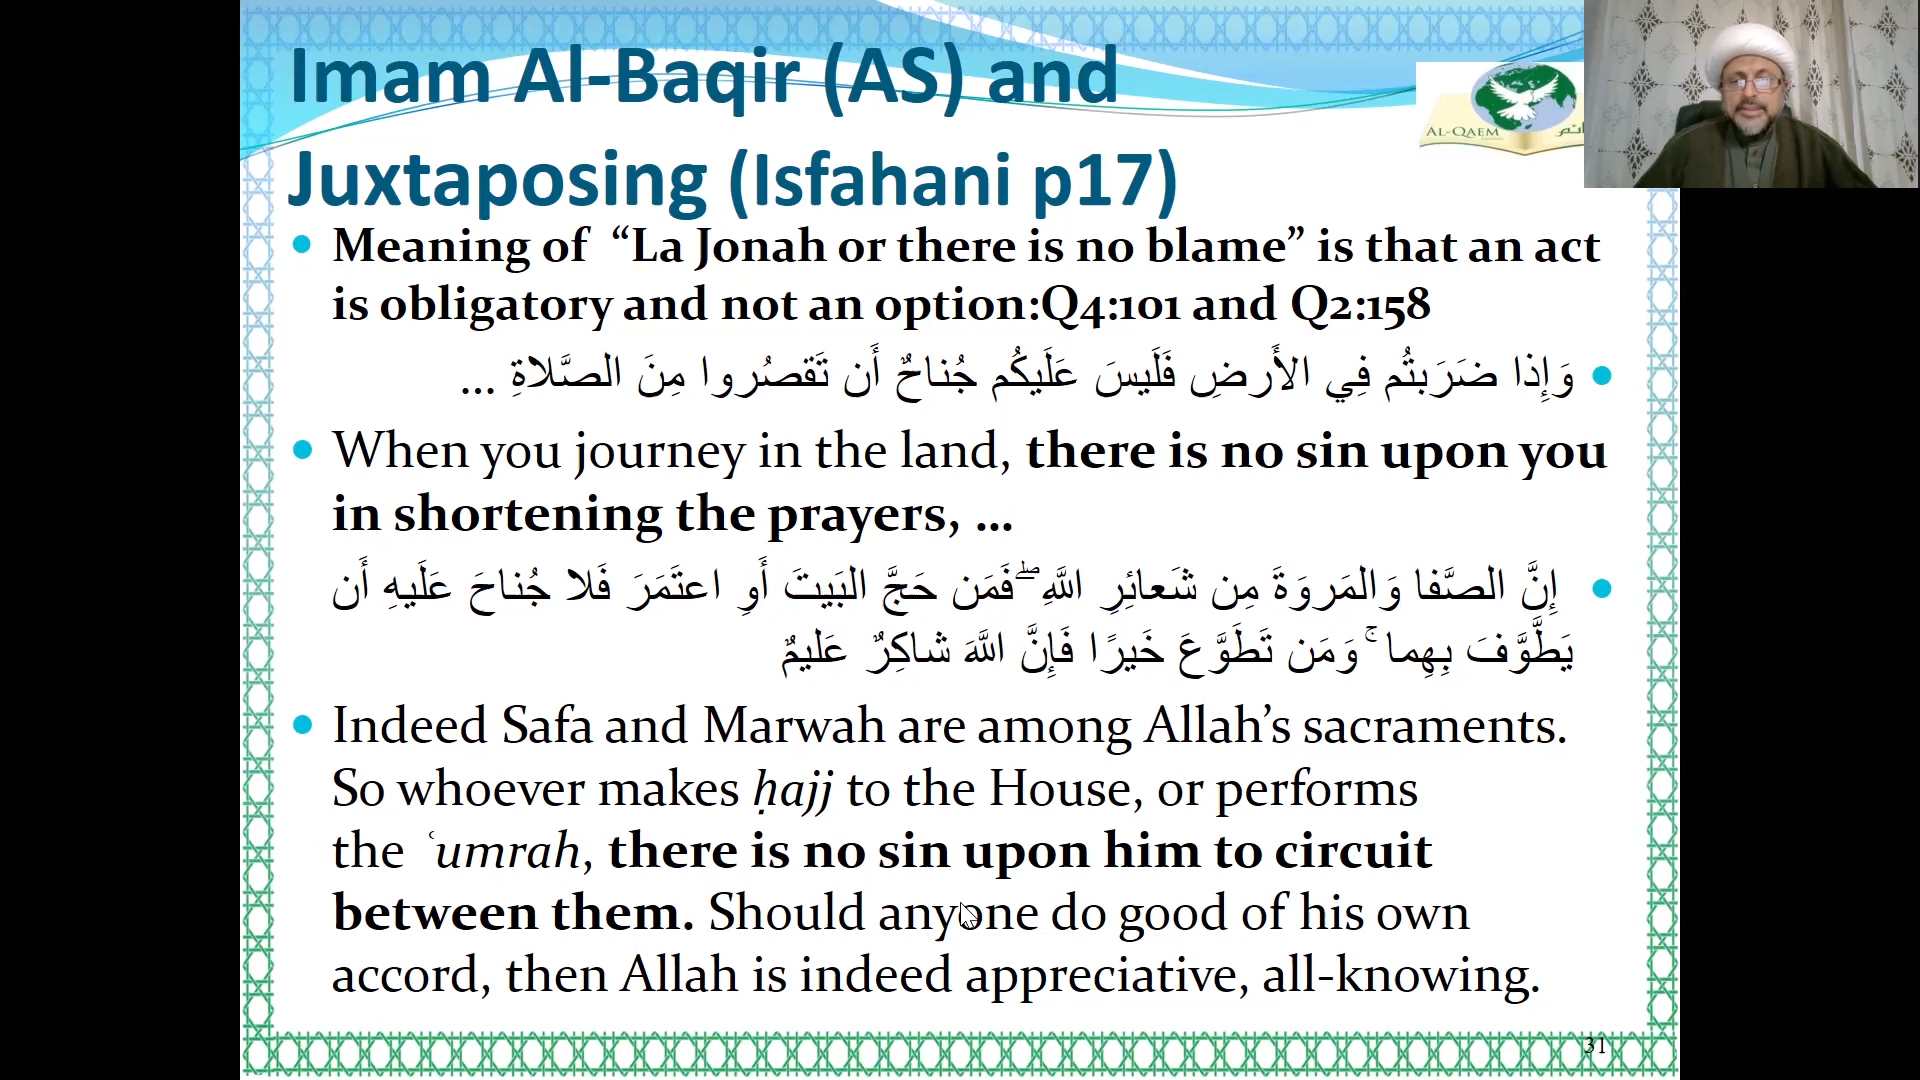 Imam Al-Baqir (AS) and
Juxtaposing (Isfahani p17)
AL-QAEM
• Meaning of “La Jonah or there is no blame” is that an act
is obligatory and not an option:Q4:101 and Q2:158
• وَإِذا ضَرَبتُم فِي الأَرضِ فَلَيسَ عَلَيكُم جُناحٌ أَن تَقصُروا مِنَ الصَّلاةِ ...
• When you journey in the land, there is no sin upon you
in shortening the prayers, ...
• إِنَّ الصَّفا وَالمَروَةَ مِن شَعائِرِ اللَّهِ ۖ فَمَن حَجَّ البَيتَ أَوِ اعتَمَرَ فَلا جُناحَ عَلَيهِ أَن
يَطَّوَّفَ بِهِما ۚ وَمَن تَطَوَّعَ خَيرًا فَإِنَّ اللَّهَ شاكِرٌ عَليمٌ
• Indeed Safa and Marwah are among Allah’s sacraments.
So whoever makes ḥajj to the House, or performs
the ʿumrah, there is no sin upon him to circuit
between them. Should anyone do good of his own
accord, then Allah is indeed appreciative, all-knowing.
31